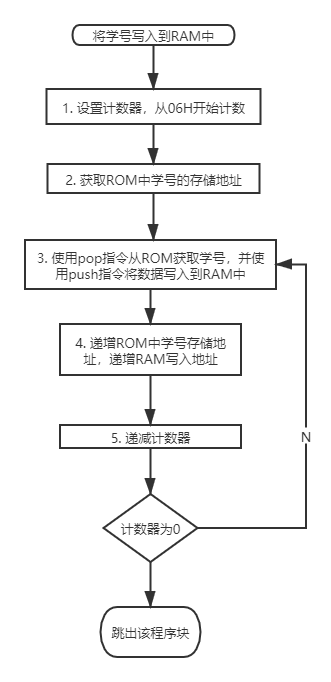 将学号写入到RAM中
1. 设置计数器，从06H开始计数
2. 获取ROM中学号的存储地址
3. 使用pop指令从ROM获取学号，并使
用push指令将数据写入到RAM中
4. 递增ROM中学号存储地
址，递增RAM写入地址
5. 递减计数器
N
计数器为0
跳出该程序块